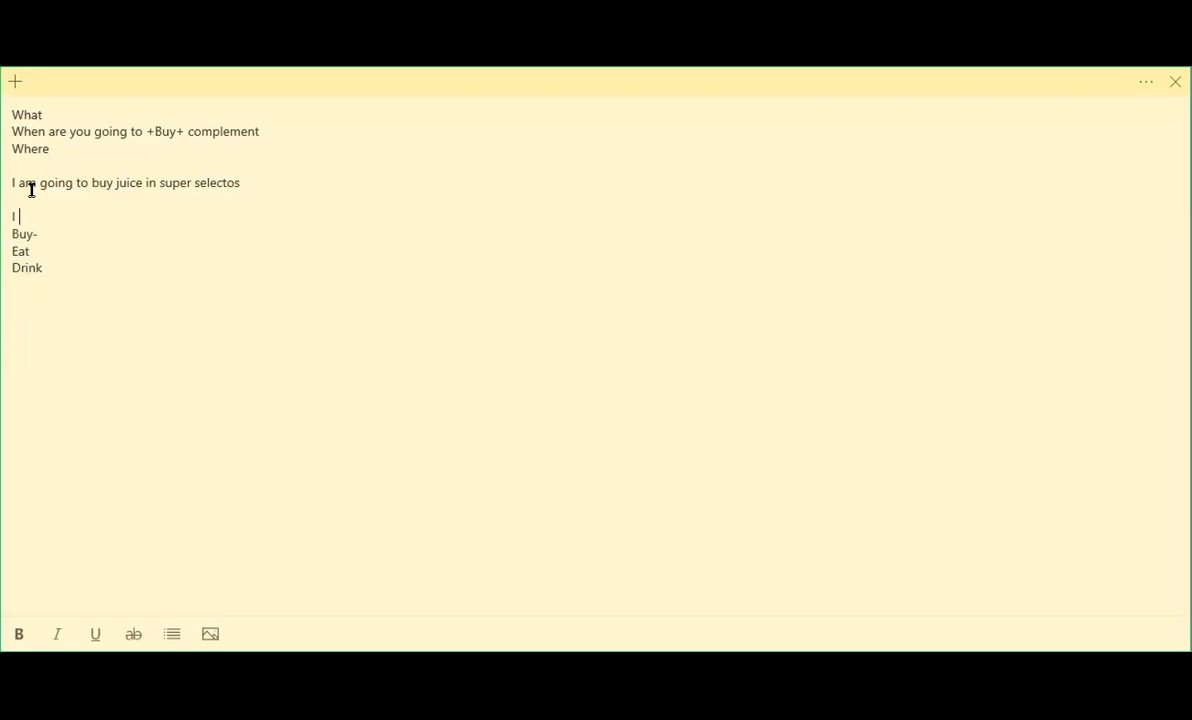 What
When are you going to +Buy+ complement
Where
I am going to buy juice in super selectos
I
Buy-
Eat
Drink
B I U ab